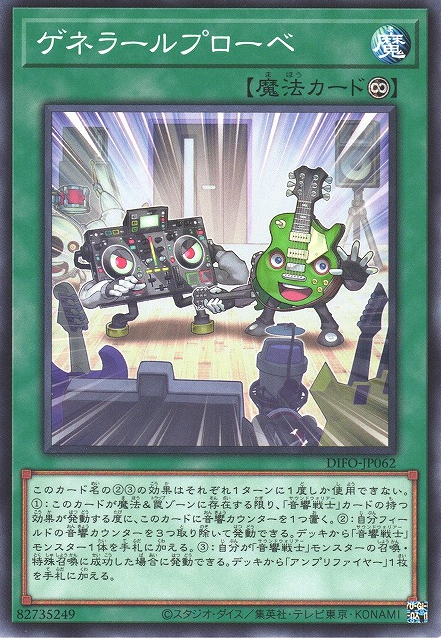 ゲネラールプローベ
魔
【魔法カード∞】
DIFO-JP062
このカード名の②③の効果はそれぞれ1ターンに1度しか使用できない。
①:このカードが魔法&罠ゾーンに存在する限り、「音響戦士」カードの持つ
効果が発動する度に、このカードに音響カウンターを1つ置く。②:自分フィー
ルドの音響カウンターを3つ取り除いて発動できる。デッキから「音響戦士」
モンスター1体を手札に加える。③:自分が「音響戦士」モンスターの召喚・
特殊召喚に成功した場合に発動できる。デッキから「アンプリファイヤー」1枚
を手札に加える。
82735249
©スタジオ・ダイス/集英社・テレビ東京・KONAMI